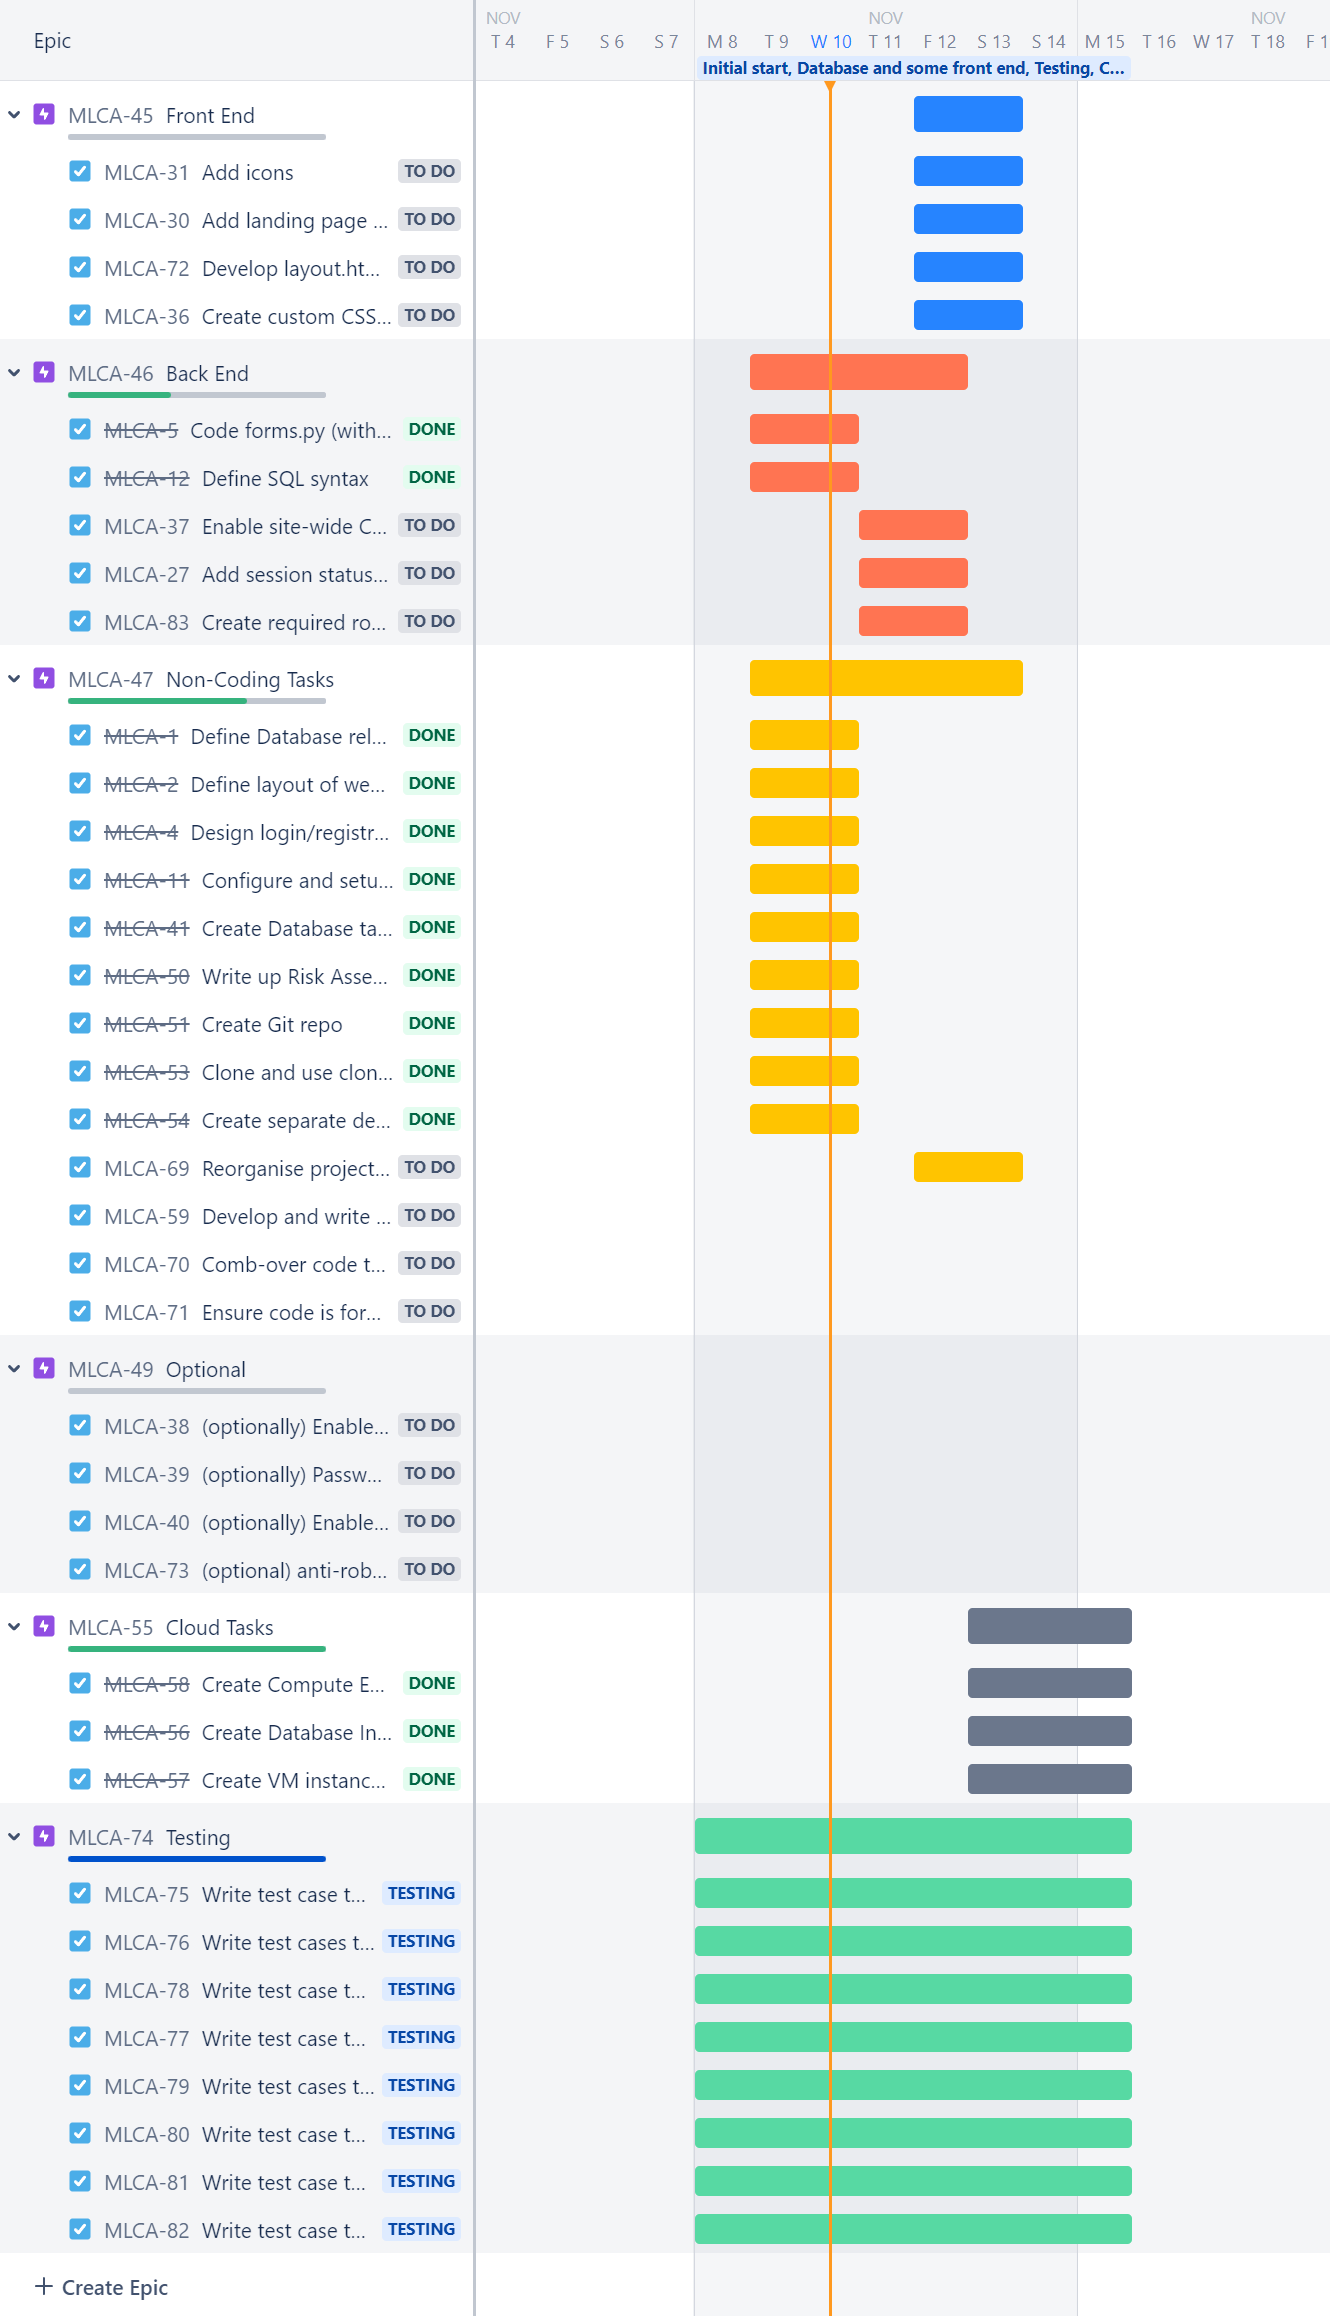 Epic
NOV NOV NOV
T 4 F 5 S 6 S 7 M 8 T 9 W 10 T 11 F 12 S 13 S 14 M 15 T 16 W 17 T 18 F 1
Initial start, Database and some front end, Testing, C...
MLCA-45 Front End
MLCA-31 Add icons TO DO
MLCA-30 Add landing page ... TO DO
MLCA-72 Develop layout.ht... TO DO
MLCA-36 Create custom CSS... TO DO
MLCA-46 Back End
MLCA-5 Code forms.py (with... DONE
MLCA-12 Define SQL syntax DONE
MLCA-37 Enable site-wide C... TO DO
MLCA-27 Add session status... TO DO
MLCA-83 Create required ro... TO DO
MLCA-47 Non-Coding Tasks
MLCA-1 Define Database rel... DONE
MLCA-2 Define layout of we... DONE
MLCA-4 Design login/registr... DONE
MLCA-11 Configure and setu... DONE
MLCA-41 Create Database ta... DONE
MLCA-50 Write up Risk Asse... DONE
MLCA-51 Create Git repo DONE
MLCA-53 Clone and use clon... DONE
MLCA-54 Create separate de... DONE
MLCA-69 Reorganise project... TO DO
MLCA-59 Develop and write ... TO DO
MLCA-70 Comb-over code t... TO DO
MLCA-71 Ensure code is for... TO DO
MLCA-49 Optional
MLCA-38 (optionally) Enable... TO DO
MLCA-39 (optionally) Passw... TO DO
MLCA-40 (optionally) Enable... TO DO
MLCA-73 (optional) anti-rob... TO DO
MLCA-55 Cloud Tasks
MLCA-58 Create Compute E... DONE
MLCA-56 Create Database In... DONE
MLCA-57 Create VM instanc... DONE
MLCA-74 Testing
MLCA-75 Write test case t... TESTING
MLCA-76 Write test cases t... TESTING
MLCA-78 Write test case t... TESTING
MLCA-77 Write test case t... TESTING
MLCA-79 Write test cases t... TESTING
MLCA-80 Write test case t... TESTING
MLCA-81 Write test case t... TESTING
MLCA-82 Write test case t... TESTING
+ Create Epic